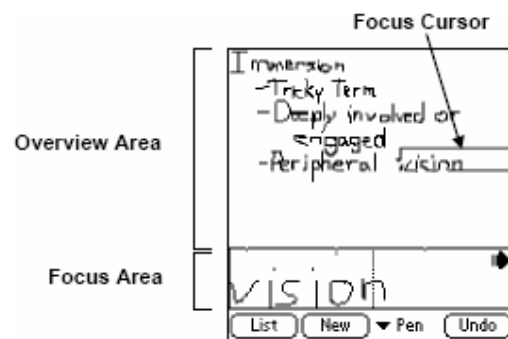 Focus Cursor
Immersion
-Tricky Term
-Deeply involved or
engaged
-Peripheral vision
Overview Area
Focus Area
vision
List New ▼ Pen Undo